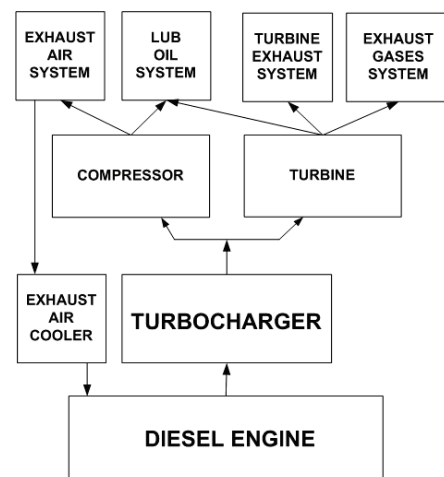 EXHAUST
AIR
SYSTEM
LUB
OIL
SYSTEM
TURBINE
EXHAUST
SYSTEM
EXHAUST
GASES
SYSTEM
COMPRESSOR
TURBINE
EXHAUST
AIR
COOLER
TURBOCHARGER
DIESEL ENGINE